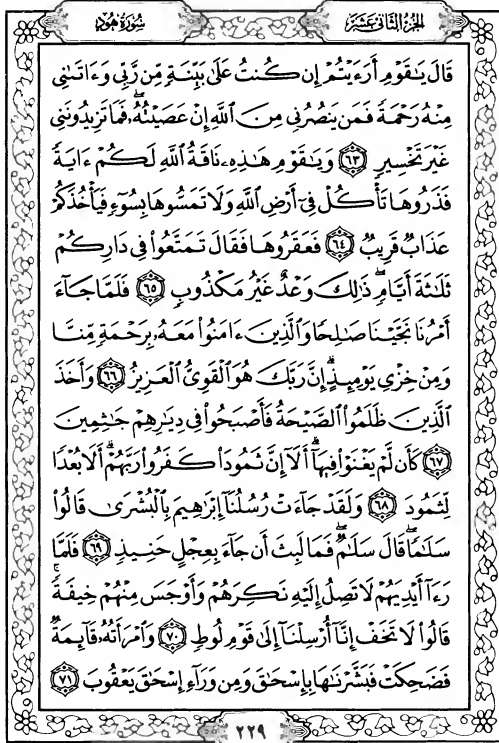 الجزء الثاني عشر
سورة هود
قَالَ يَٰقَوْمِ أَرَءَيْتُمْ إِن كُنتُ عَلَىٰ بَيِّنَةٍ مِّن رَّبِّي وَءَاتَىٰنِي
مِنْهُ رَحْمَةً فَمَن يَنصُرُنِي مِنَ ٱللَّهِ إِنْ عَصَيْتُهُۥ ۖ فَمَا تَزِيدُونَنِي
غَيْرَ تَخْسِيرٍ ٦٣ وَيَٰقَوْمِ هَٰذِهِۦ نَاقَةُ ٱللَّهِ لَكُمْ ءَايَةً
فَذَرُوهَا تَأْكُلْ فِيٓ أَرْضِ ٱللَّهِ وَلَا تَمَسُّوهَا بِسُوٓءٍ فَيَأْخُذَكُمْ
عَذَابٌ قَرِيبٌ ٦٤ فَعَقَرُوهَا فَقَالَ تَمَتَّعُوا۟ فِي دَارِكُمْ
ثَلَٰثَةَ أَيَّامٍ ۖ ذَٰلِكَ وَعْدٌ غَيْرُ مَكْذُوبٍ ٦٥ فَلَمَّا جَآءَ
أَمْرُنَا نَجَّيْنَا صَٰلِحًا وَٱلَّذِينَ ءَامَنُوا۟ مَعَهُۥ بِرَحْمَةٍ مِّنَّا
وَمِنْ خِزْيِ يَوْمِئِذٍ ۗ إِنَّ رَبَّكَ هُوَ ٱلْقَوِيُّ ٱلْعَزِيزُ ٦٦ وَأَخَذَ
ٱلَّذِينَ ظَلَمُوا۟ ٱلصَّيْحَةُ فَأَصْبَحُوا۟ فِي دِيَٰرِهِمْ جَٰثِمِينَ
٦٧ كَأَن لَّمْ يَغْنَوْا۟ فِيهَآ ۗ أَلَآ إِنَّ ثَمُودَا۟ كَفَرُوا۟ رَبَّهُمْ ۗ أَلَا بُعْدًا
لِّثَمُودَ ٦٨ وَلَقَدْ جَآءَتْ رُسُلُنَآ إِبْرَٰهِيمَ بِٱلْبُشْرَىٰ قَالُوا۟
سَلَٰمًا ۖ قَالَ سَلَٰمٌ ۖ فَمَا لَبِثَ أَن جَآءَ بِعِجْلٍ حَنِيذٍ ٦٩ فَلَمَّا
رَءَآ أَيْدِيَهُمْ لَا تَصِلُ إِلَيْهِ نَكِرَهُمْ وَأَوْجَسَ مِنْهُمْ خِيفَةً ۚ
قَالُوا۟ لَا تَخَفْ إِنَّآ أُرْسِلْنَآ إِلَىٰ قَوْمِ لُوطٍ ٧٠ وَٱمْرَأَتُهُۥ قَآئِمَةٌ
فَضَحِكَتْ فَبَشَّرْنَٰهَا بِإِسْحَٰقَ وَمِن وَرَآءِ إِسْحَٰقَ يَعْقُوبَ ٧١
٢٢٩